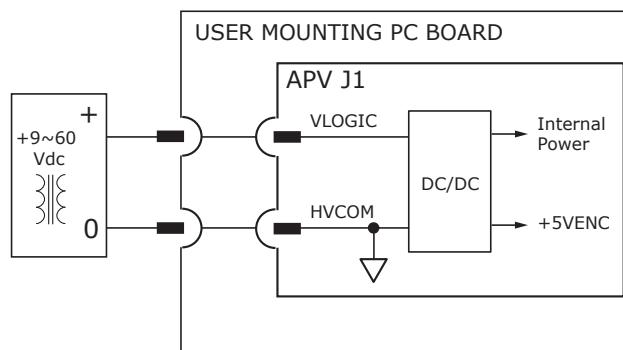 USER MOUNTING PC BOARD
APV J1
+
+9~60
Vdc
0
VLOGIC
HVCOM
DC/DC
Internal
Power
+5VENC